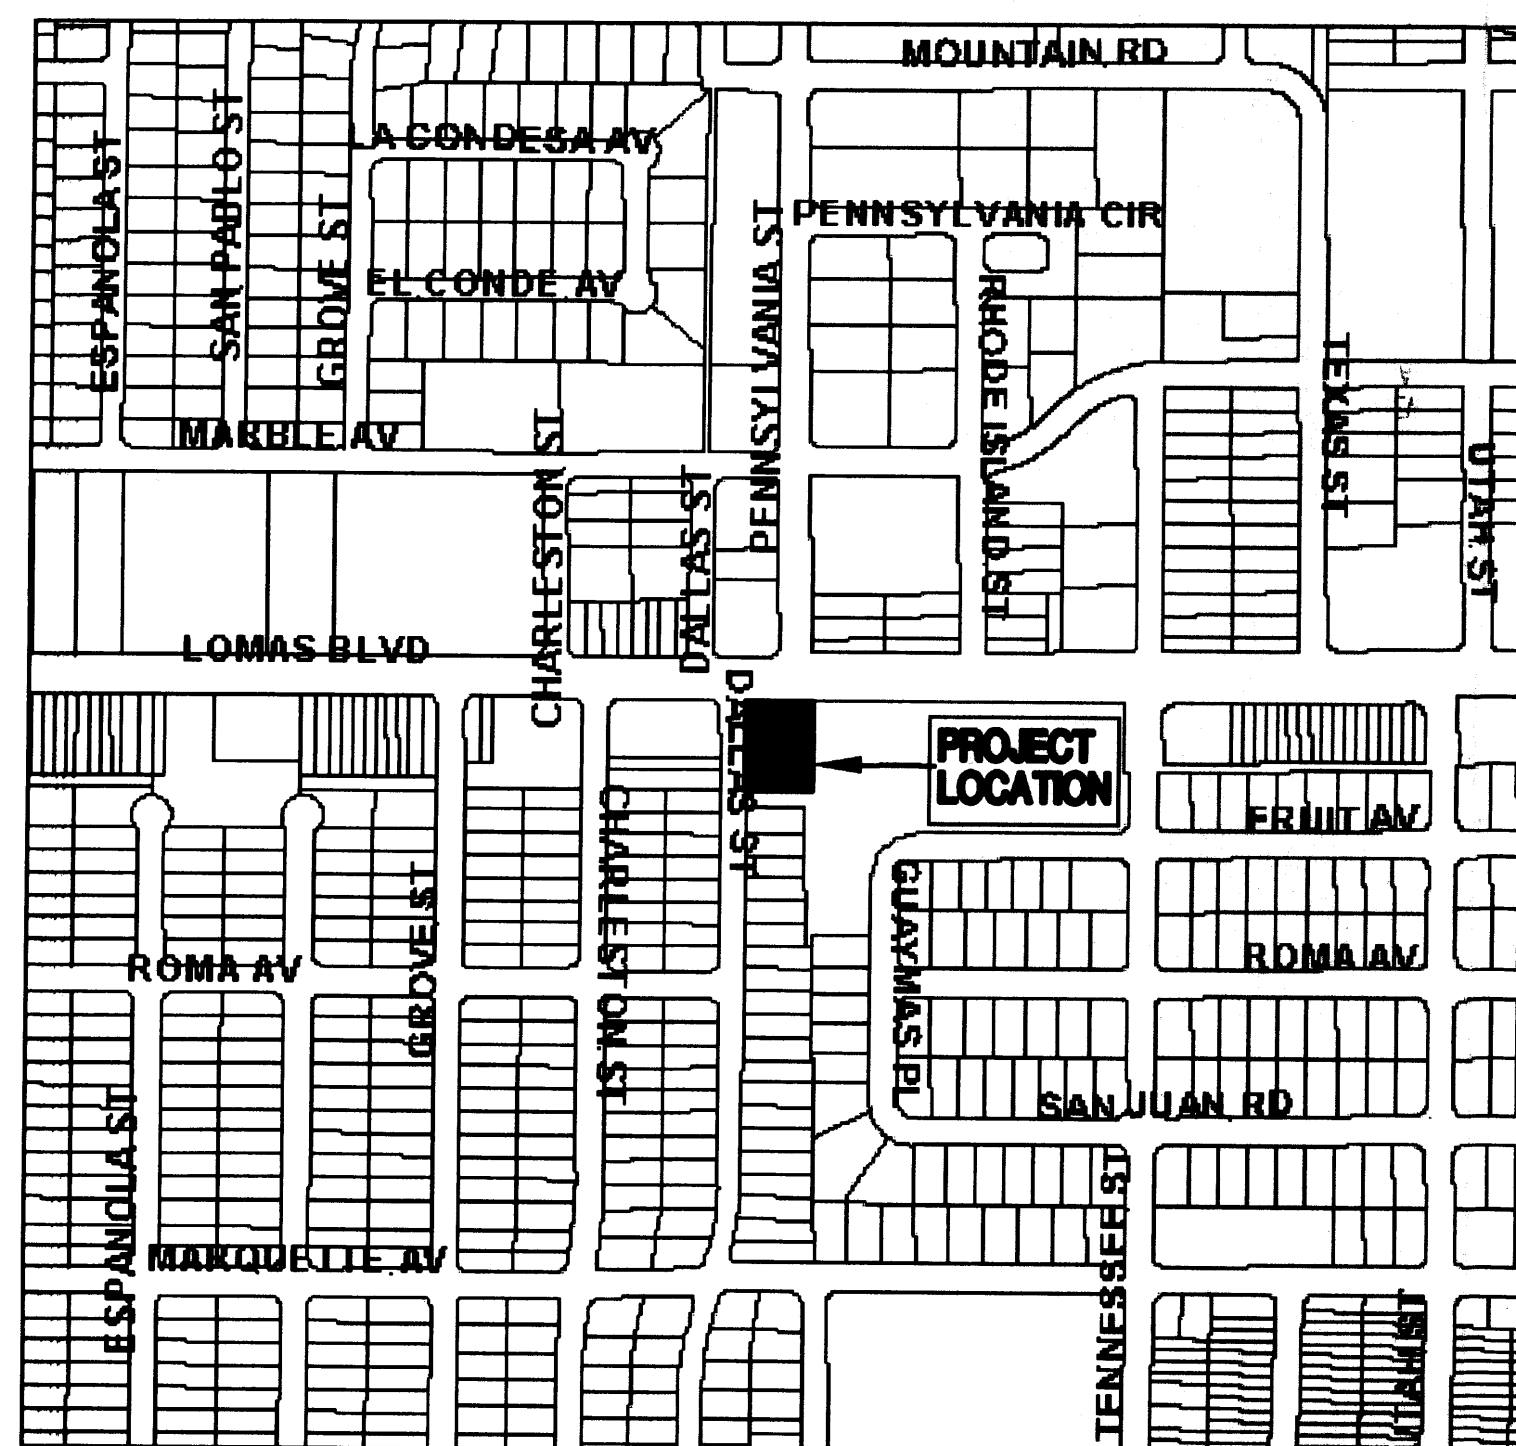 MOUNTAIN RD
LA CONDESA AV
ESPANOLA ST
SAN PABLO ST
GROVE ST
PENNSYLVANIA ST
PENNSYLVANIA CIR
EL CONDE AV
RHODE ISLAND ST
TEXAS ST
MARBLE AV
CHARLESTON ST
DALLAS ST
UTAH ST
LOMAS BLVD
DALLAS ST
PROJECT
LOCATION
CHARLESTON ST
FRUIT AV
GROVE ST
GUAYMAS PL
ROMA AV
ROMA AV
ESPANOLA ST
SAN JUAN RD
TENNESSEE ST
MARQUETTE AV
UTAH ST